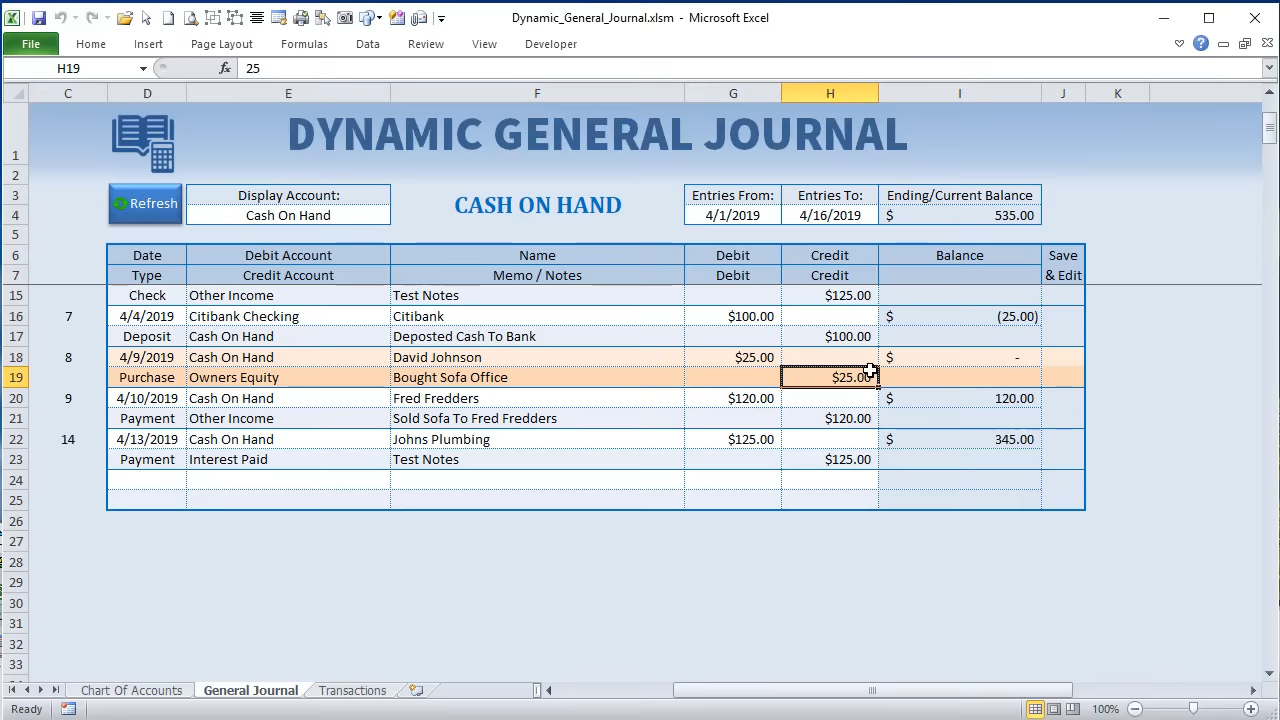 Dynamic_General_Journal.xlsm - Microsoft Excel
File Home Insert Page Layout Formulas Data Review View Developer
H19 fx 25
C D E F G H I J K
1 DYNAMIC GENERAL JOURNAL
2
3 Refresh Display Account: CASH ON HAND Entries From: Entries To: Ending/Current Balance
4 Cash On Hand 4/1/2019 4/16/2019 $ 535.00
5
6 Date Debit Account Name Debit Credit Balance Save
7 Type Credit Account Memo / Notes Debit Credit & Edit
15 Check Other Income Test Notes $125.00
16 7 4/4/2019 Citibank Checking Citibank $100.00 $ (25.00)
17 Deposit Cash On Hand Deposted Cash To Bank $100.00
18 8 4/9/2019 Cash On Hand David Johnson $25.00 $ -
19 Purchase Owners Equity Bought Sofa Office $25.00
20 9 4/10/2019 Cash On Hand Fred Fredders $120.00 $ 120.00
21 Payment Other Income Sold Sofa To Fred Fredders $120.00
22 14 4/13/2019 Cash On Hand Johns Plumbing $125.00 $ 345.00
23 Payment Interest Paid Test Notes $125.00
24
25
26
27
28
29
30
31
32
33
Chart Of Accounts General Journal Transactions
Ready 100%